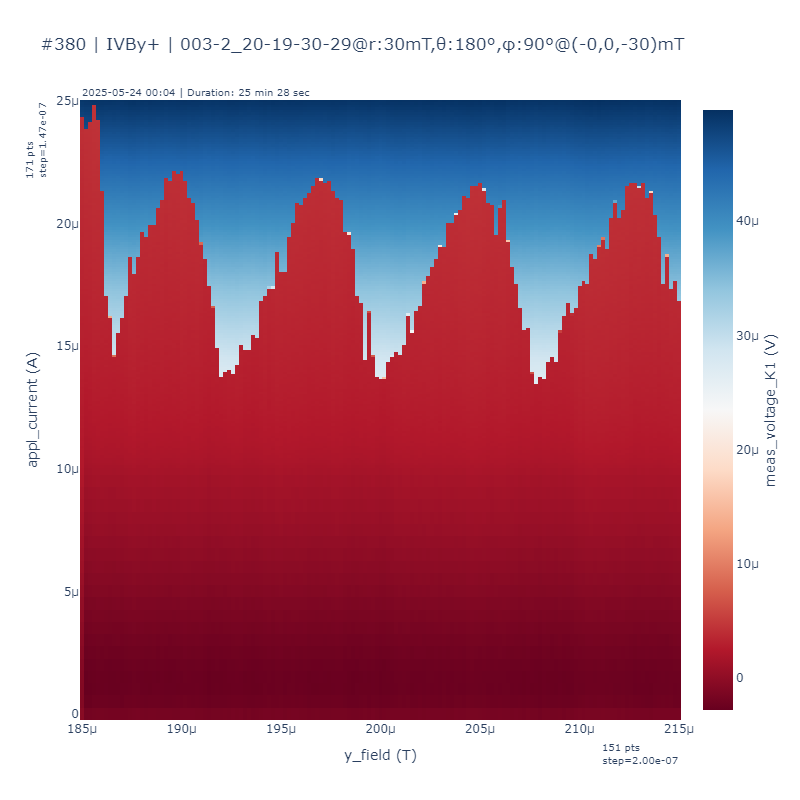 #380 | IVBy+ | 003-2_20-19-30-29@r:30mT,θ:180°,φ:90°@(-0,0,-30)mT
2025-05-24 00:04 | Duration: 25 min 28 sec
171 pts
step=1.47e-07
25μ
20μ
15μ
10μ
5μ
0
appl_current (A)
185μ
190μ
195μ
200μ
205μ
210μ
215μ
y_field (T)
151 pts
step=2.00e-07
40μ
30μ
20μ
10μ
0
meas_voltage_K1 (V)